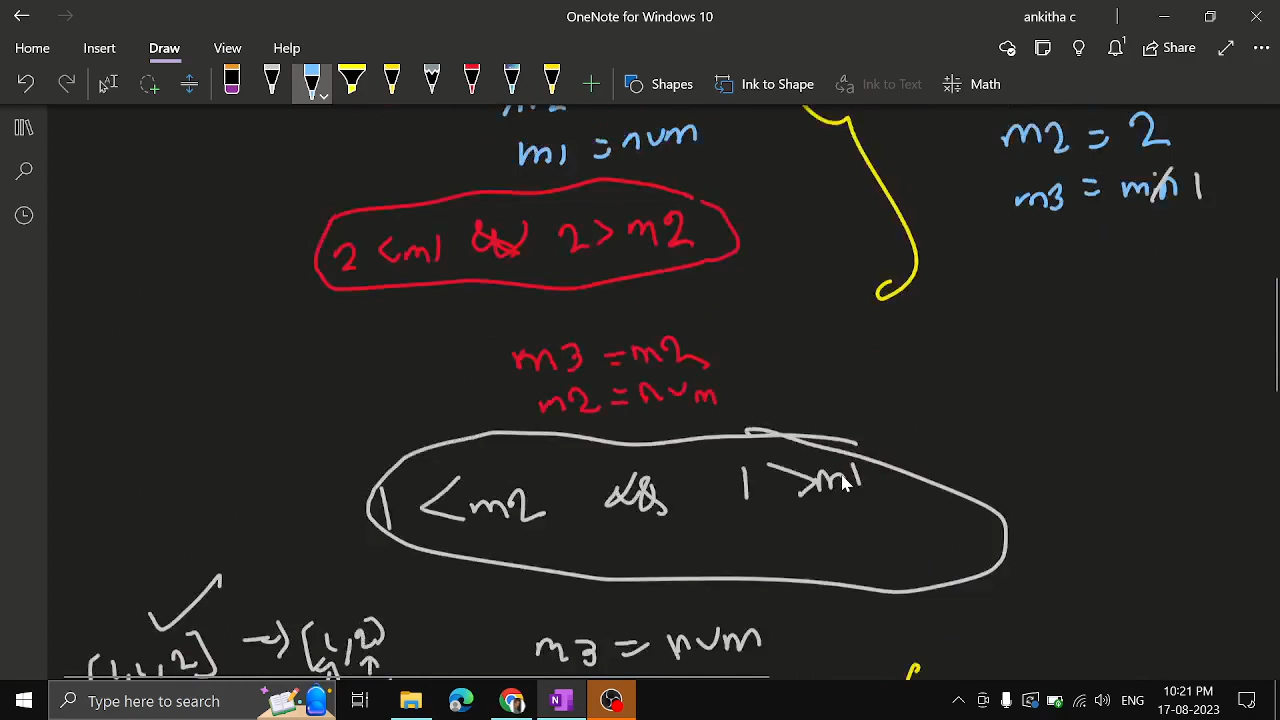 OneNote for Windows 10
ankitha c
Home Insert Draw View Help
Share
Shapes Ink to Shape Ink to Text Math
m1 = num
m2 = 2
m3 = min 1
2 < m1 && 2 > m2
m3 = m2
m2 = num
1 < m2 && 1 > m1
m3 = num
Type here to search
ENG
10:21 PM
17-08-2023